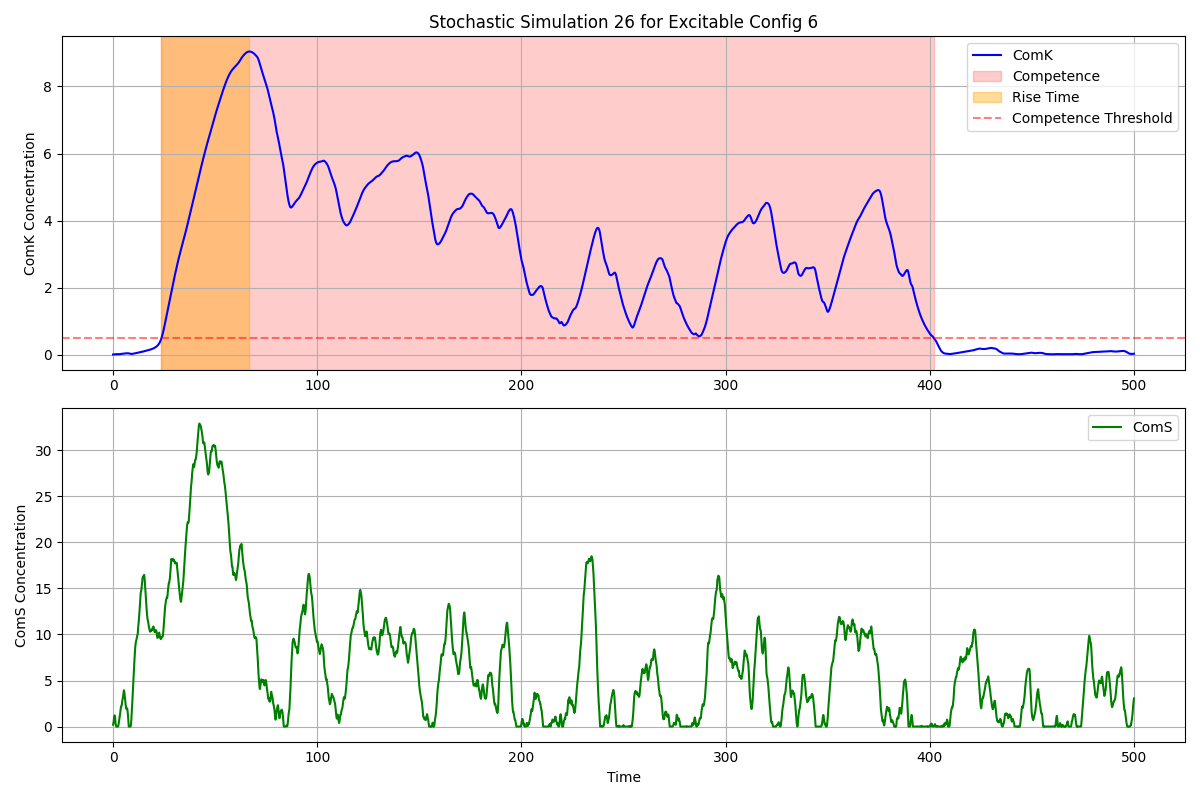 Stochastic Simulation 26 for Excitable Config 6
ComK Concentration
8
6
4
2
0
ComK
Competence
Rise Time
Competence Threshold
0 100 200 300 400 500
ComS Concentration
30
25
20
15
10
5
0
ComS
0 100 200 300 400 500
Time